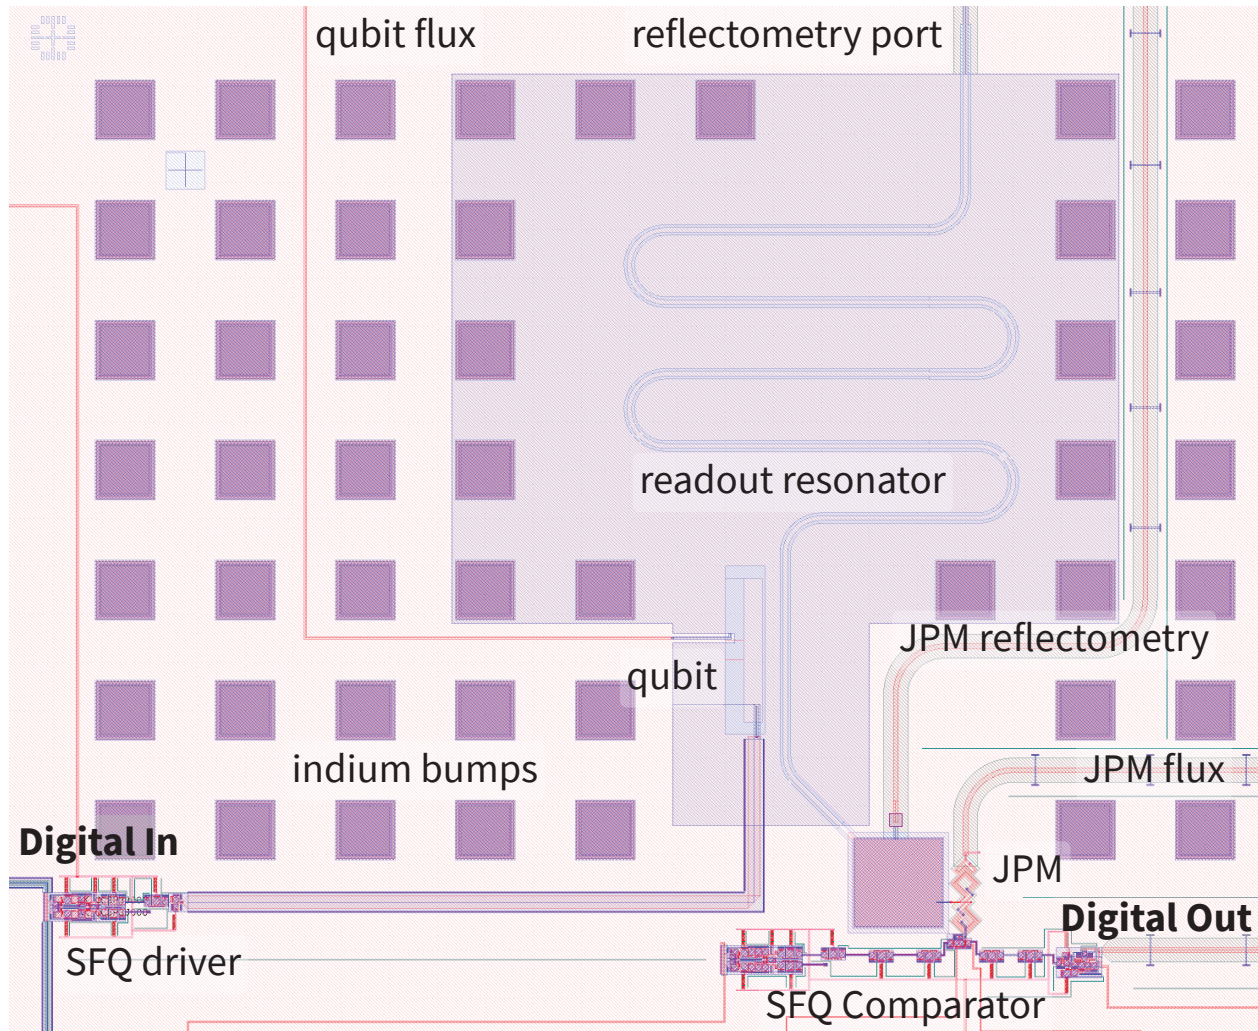 qubit flux
reflectometry port
readout resonator
JPM reflectometry
qubit
indium bumps
JPM flux
Digital In
JPM
Digital Out
SFQ driver
SFQ Comparator